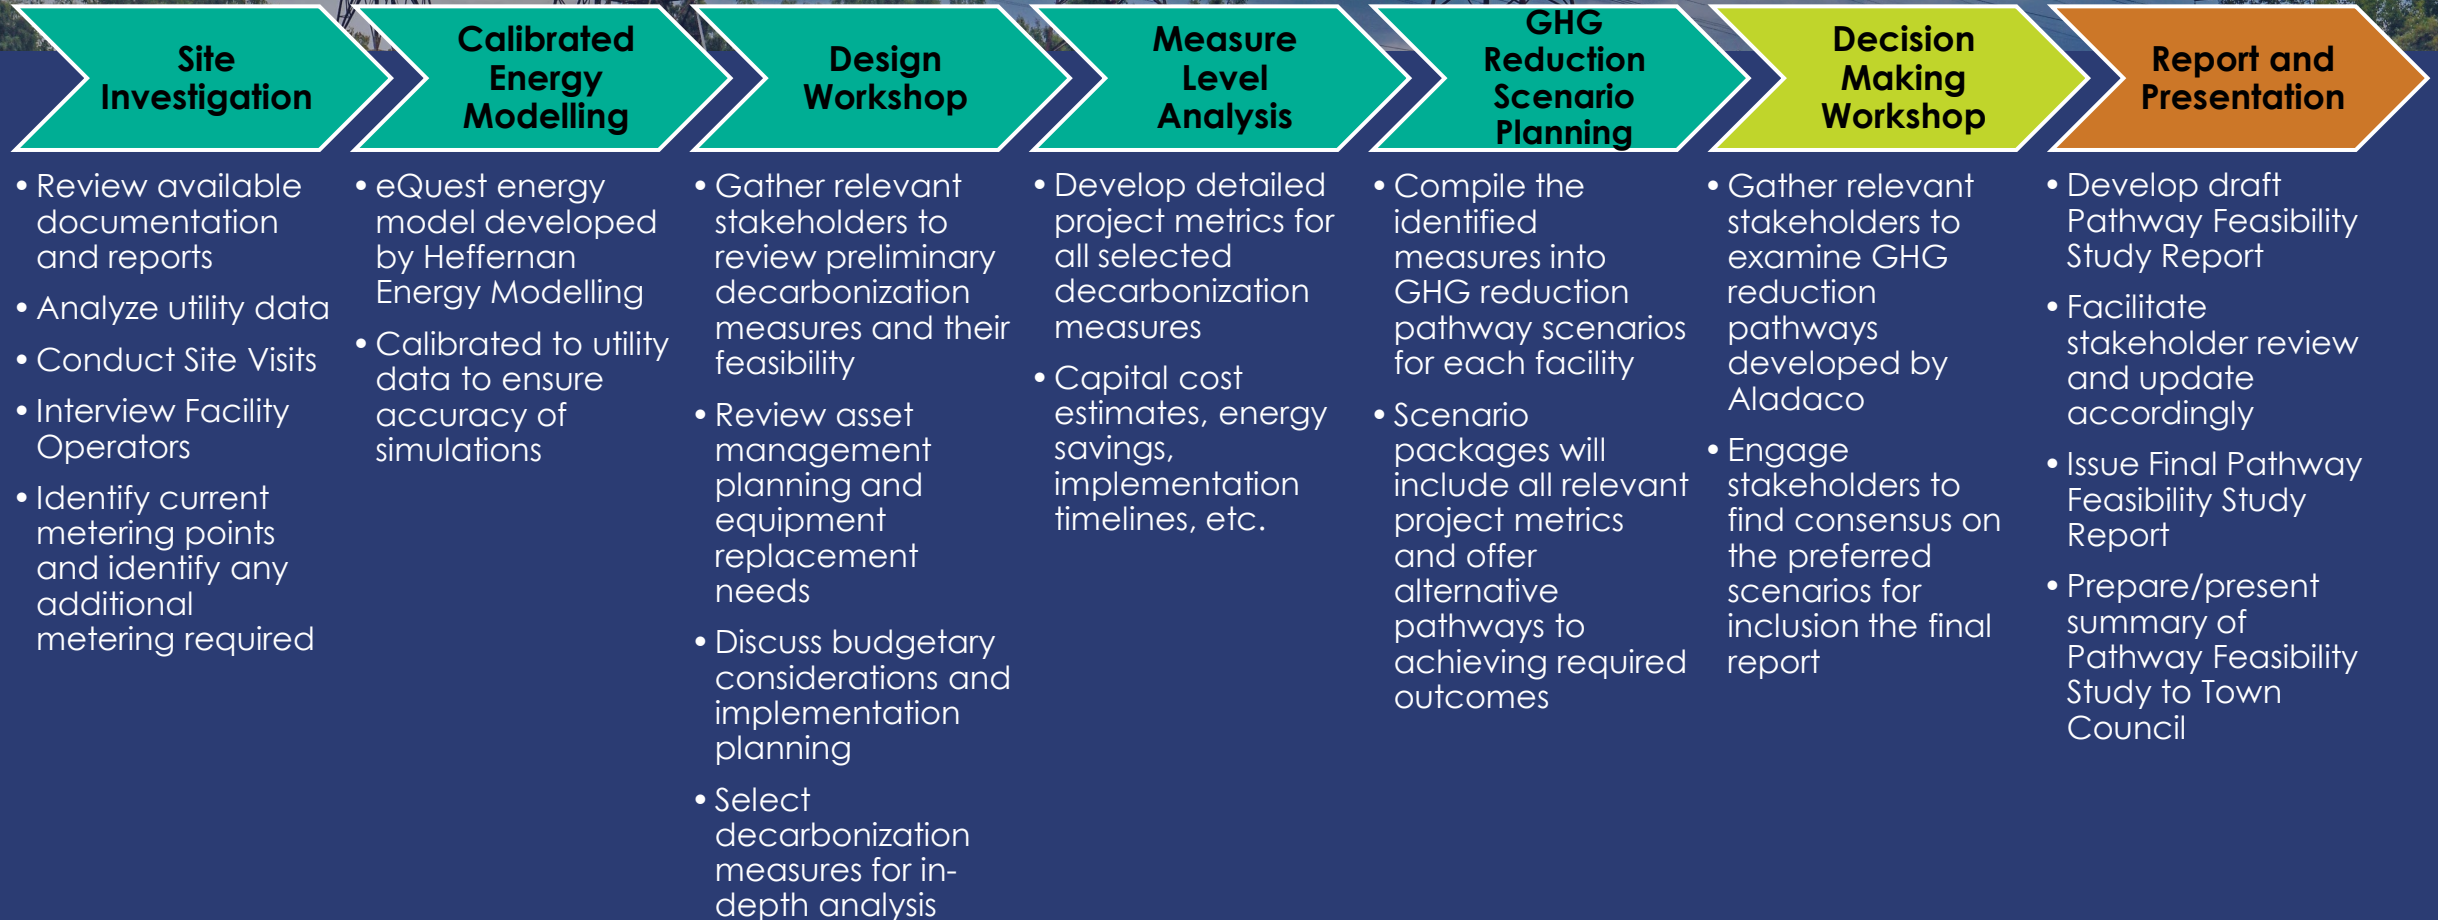 Site
Investigation
• Review available
documentation
and reports
• Analyze utility data
• Conduct Site Visits
• Interview Facility
Operators
• Identify current
metering points
and identify any
additional
metering required
Calibrated
Energy
Modelling
• eQuest energy
model developed
by Heffernan
Energy Modelling
• Calibrated to utility
data to ensure
accuracy of
simulations
Design
Workshop
• Gather relevant
stakeholders to
review preliminary
decarbonization
measures and their
feasibility
• Review asset
management
planning and
equipment
replacement
needs
• Discuss budgetary
considerations and
implementation
planning
• Select
decarbonization
measures for in-
depth analysis
Measure
Level
Analysis
• Develop detailed
project metrics for
all selected
decarbonization
measures
• Capital cost
estimates, energy
savings,
implementation
timelines, etc.
GHG
Reduction
Scenario
Planning
• Compile the
identified
measures into
GHG reduction
pathway scenarios
for each facility
• Scenario
packages will
include all relevant
project metrics
and offer
alternative
pathways to
achieving required
outcomes
Decision
Making
Workshop
• Gather relevant
stakeholders to
examine GHG
reduction
pathways
developed by
Aladaco
• Engage
stakeholders to
find consensus on
the preferred
scenarios for
inclusion the final
report
Report and
Presentation
• Develop draft
Pathway Feasibility
Study Report
• Facilitate
stakeholder review
and update
accordingly
• Issue Final Pathway
Feasibility Study
Report
• Prepare/present
summary of
Pathway Feasibility
Study to Town
Council